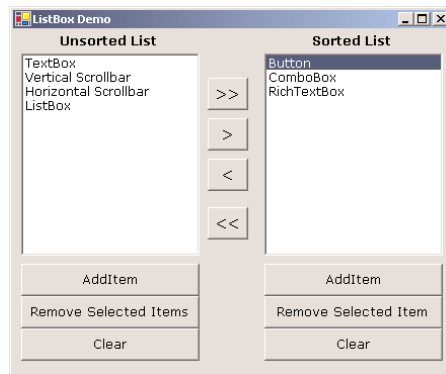 ListBox Demo
Unsorted List
Sorted List
TextBox
Vertical Scrollbar
Horizontal Scrollbar
ListBox
>>
>
<
<<
Button
ComboBox
RichTextBox
AddItem
Remove Selected Items
Clear
AddItem
Remove Selected Item
Clear